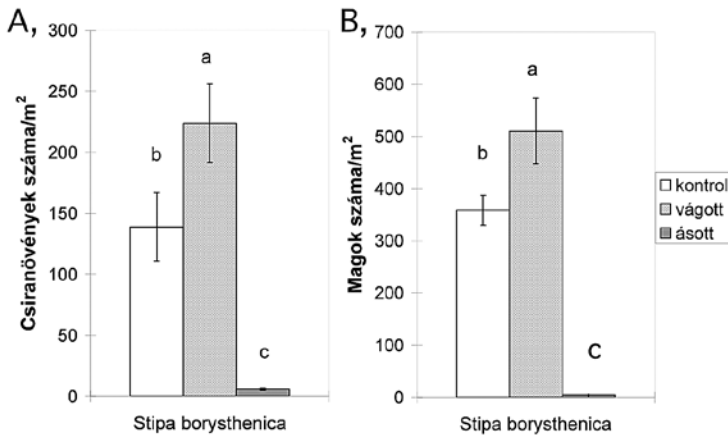 A,
300
250
200
150
100
50
0
Csiranövények száma/m²
b
a
c
Stipa borysthenica
B,
700
600
500
400
300
200
100
0
Magok száma/m²
b
a
c
Stipa borysthenica
kontrol
vágott
ásott